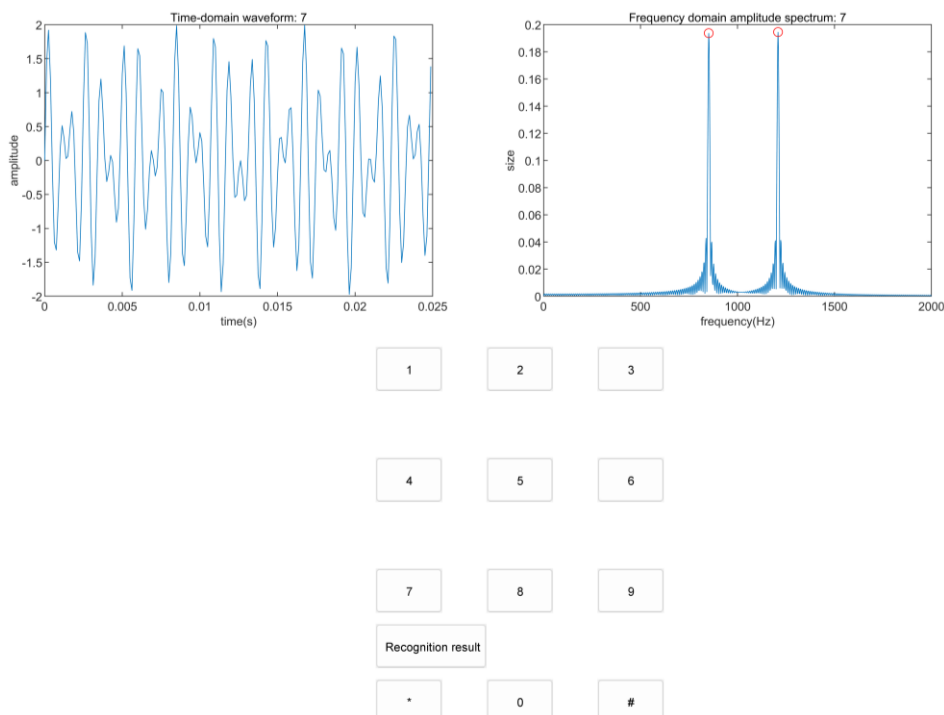 Time-domain waveform: 7
2
1.5
1
0.5
0
-0.5
-1
-1.5
-2
amplitude
0 0.005 0.01 0.015 0.02 0.025
time(s)
Frequency domain amplitude spectrum: 7
0.2
0.18
0.16
0.14
0.12
0.1
0.08
0.06
0.04
0.02
0
size
0 500 1000 1500 2000
frequency(Hz)
1 2 3
4 5 6
7 8 9
Recognition result
* 0 #